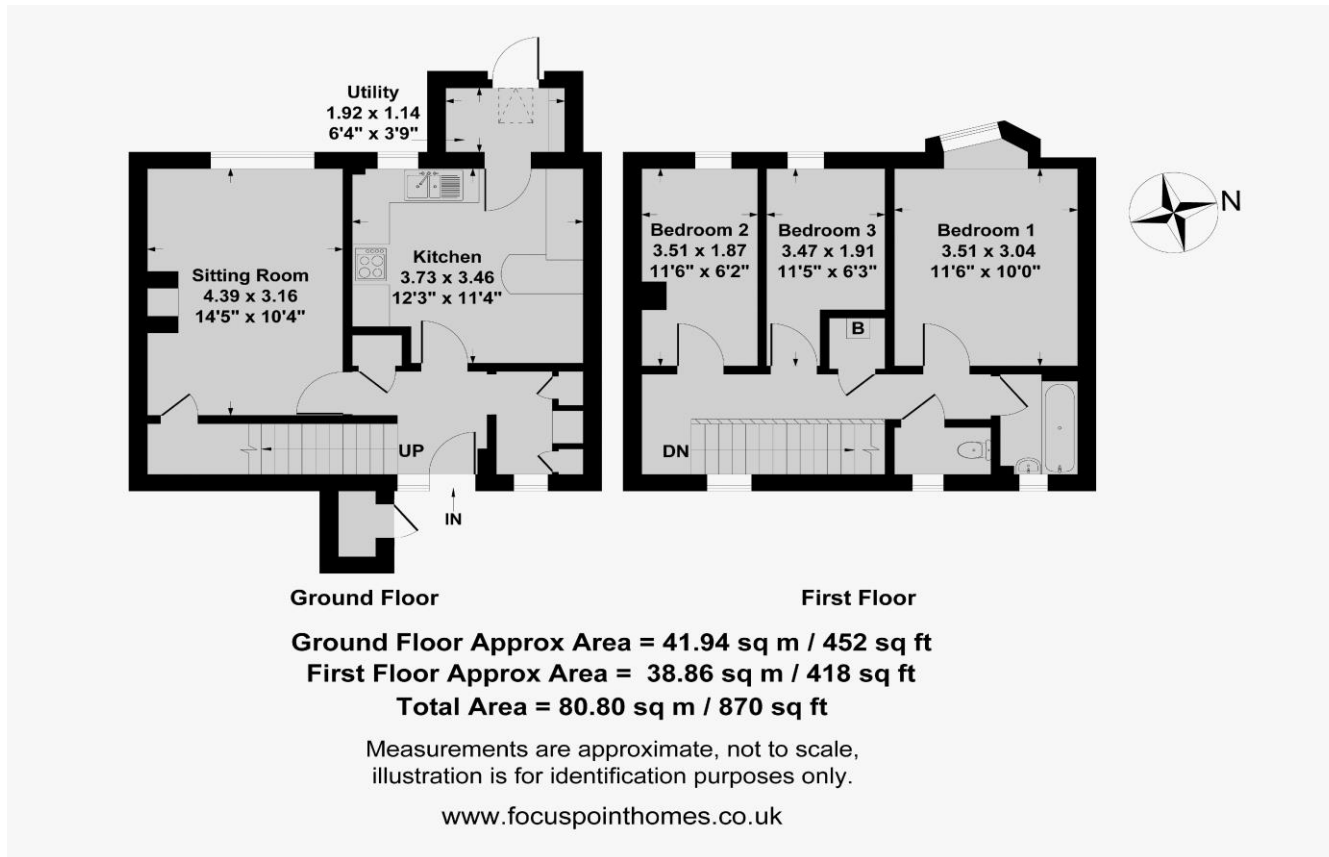 Utility
1.92 x 1.14
6'4" x 3'9"
Sitting Room
4.39 x 3.16
14'5" x 10'4"
Kitchen
3.73 x 3.46
12'3" x 11'4"
UP
IN
Bedroom 2
3.51 x 1.87
11'6" x 6'2"
Bedroom 3
3.47 x 1.91
11'5" x 6'3"
Bedroom 1
3.51 x 3.04
11'6" x 10'0"
B
DN
N
Ground Floor
First Floor
Ground Floor Approx Area = 41.94 sq m / 452 sq ft
First Floor Approx Area = 38.86 sq m / 418 sq ft
Total Area = 80.80 sq m / 870 sq ft
Measurements are approximate, not to scale,
illustration is for identification purposes only.
www.focuspointhomes.co.uk